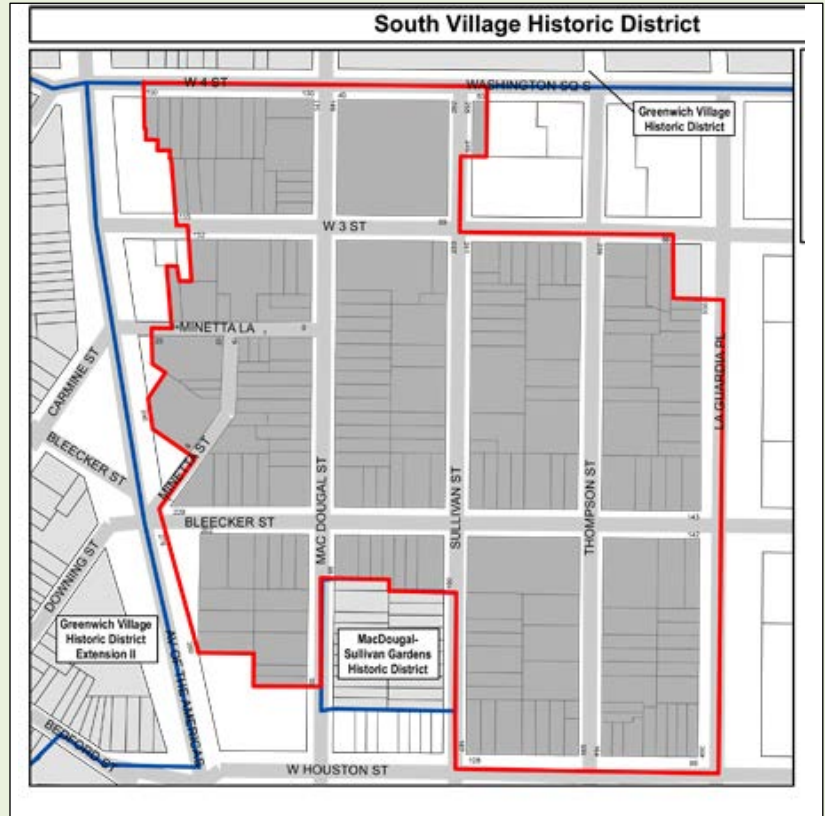 South Village Historic District
W 4 ST
WASHINGTON SQ S
Greenwich Village
Historic District
W 3 ST
MINETTA LA
CARMINE ST
LA GUARDIA PL
BLEECKER ST
MINETTA ST
MAC DOUGAL ST
SULLIVAN ST
THOMPSON ST
BLEECKER ST
DOWNING ST
Greenwich Village
Historic District
Extension II
MacDougal-
Sullivan Gardens
Historic District
AV OF THE AMERICAS
BEDFORD ST
W HOUSTON ST